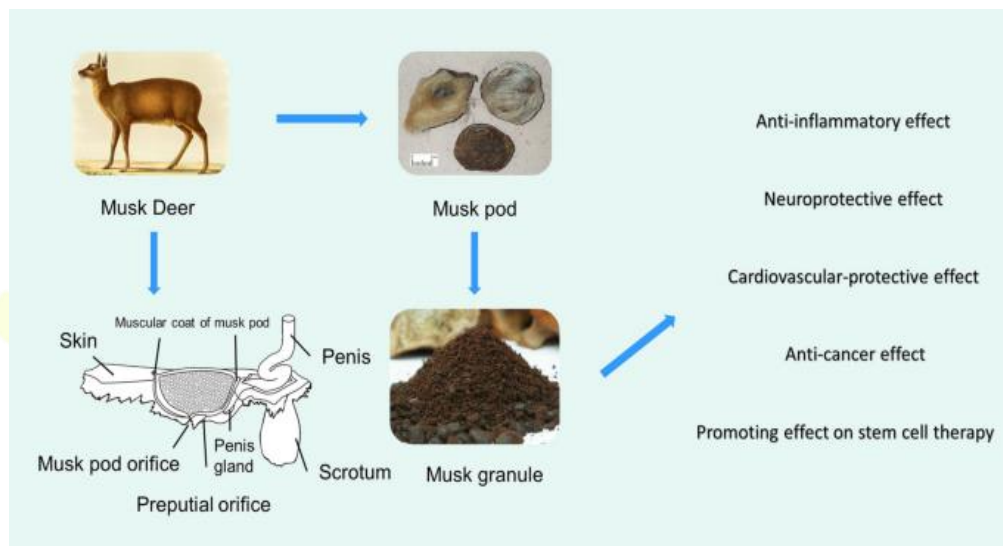 Musk Deer
Musk pod
Muscular coat of musk pod
Skin
Penis
Musk pod orifice
Penis
gland
Scrotum
Preputial orifice
Musk granule
Anti-inflammatory effect
Neuroprotective effect
Cardiovascular-protective effect
Anti-cancer effect
Promoting effect on stem cell therapy